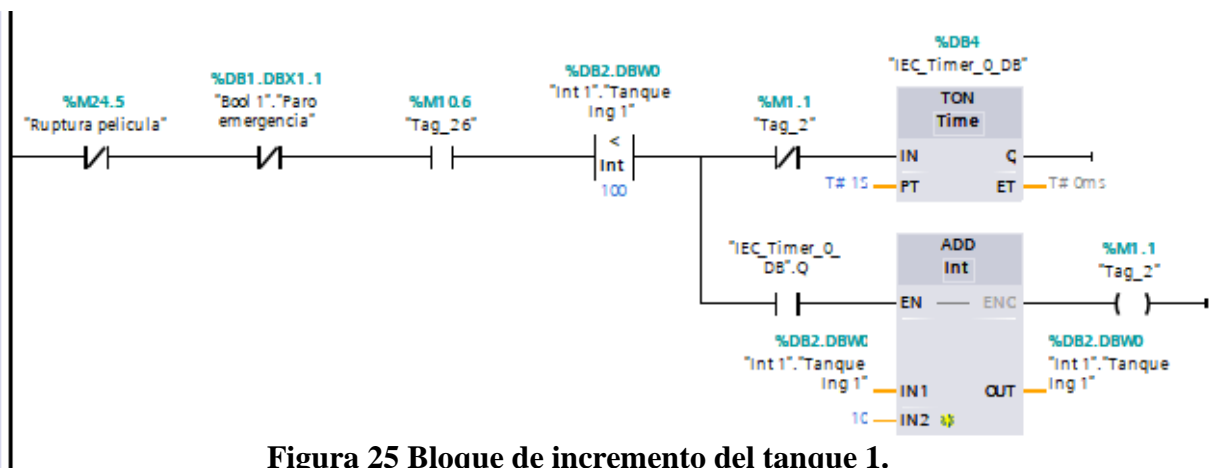 %M24.5
"Ruptura pelicula"
%DB1.DBX1.1
"Bool 1"."Paro
emergencia"
%M10.6
"Tag_26"
%DB2.DBW0
"Int 1"."Tanque
Ing 1"
<
Int
100
%M1.1
"Tag_2"
%DB4
"IEC_Timer_0_DB"
TON
Time
IN
Q
T# 1S
PT
ET
T# 0ms
"IEC_Timer_0_
DB".Q
ADD
Int
EN
ENC
%M1.1
"Tag_2"
%DB2.DBW0
"Int 1"."Tanque
Ing 1"
IN1
OUT
%DB2.DBW0
"Int 1"."Tanque
Ing 1"
10
IN2
Figura 25 Bloque de incremento del tanque 1.